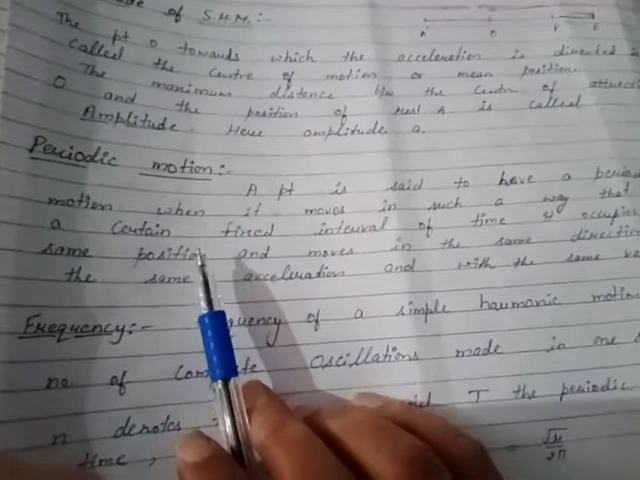 of S.H.M:-
A' O P A
The pt O towards which the acceleration is directed is
called the centre of motion or mean position.
The maximum distance b/w the centre of
O and the position of rest A is called
Amplitude. Here amplitude a.
Periodic motion:-
A pt is said to have a
motion when it moves in such a way that
a certain fixed interval of time it occupies
same position and moves in the same
the same acceleration and with the same
Frequency:- of a simple harmonic
no. of Oscillations made in one
n denotes T the periodic
time, = √μ/2π